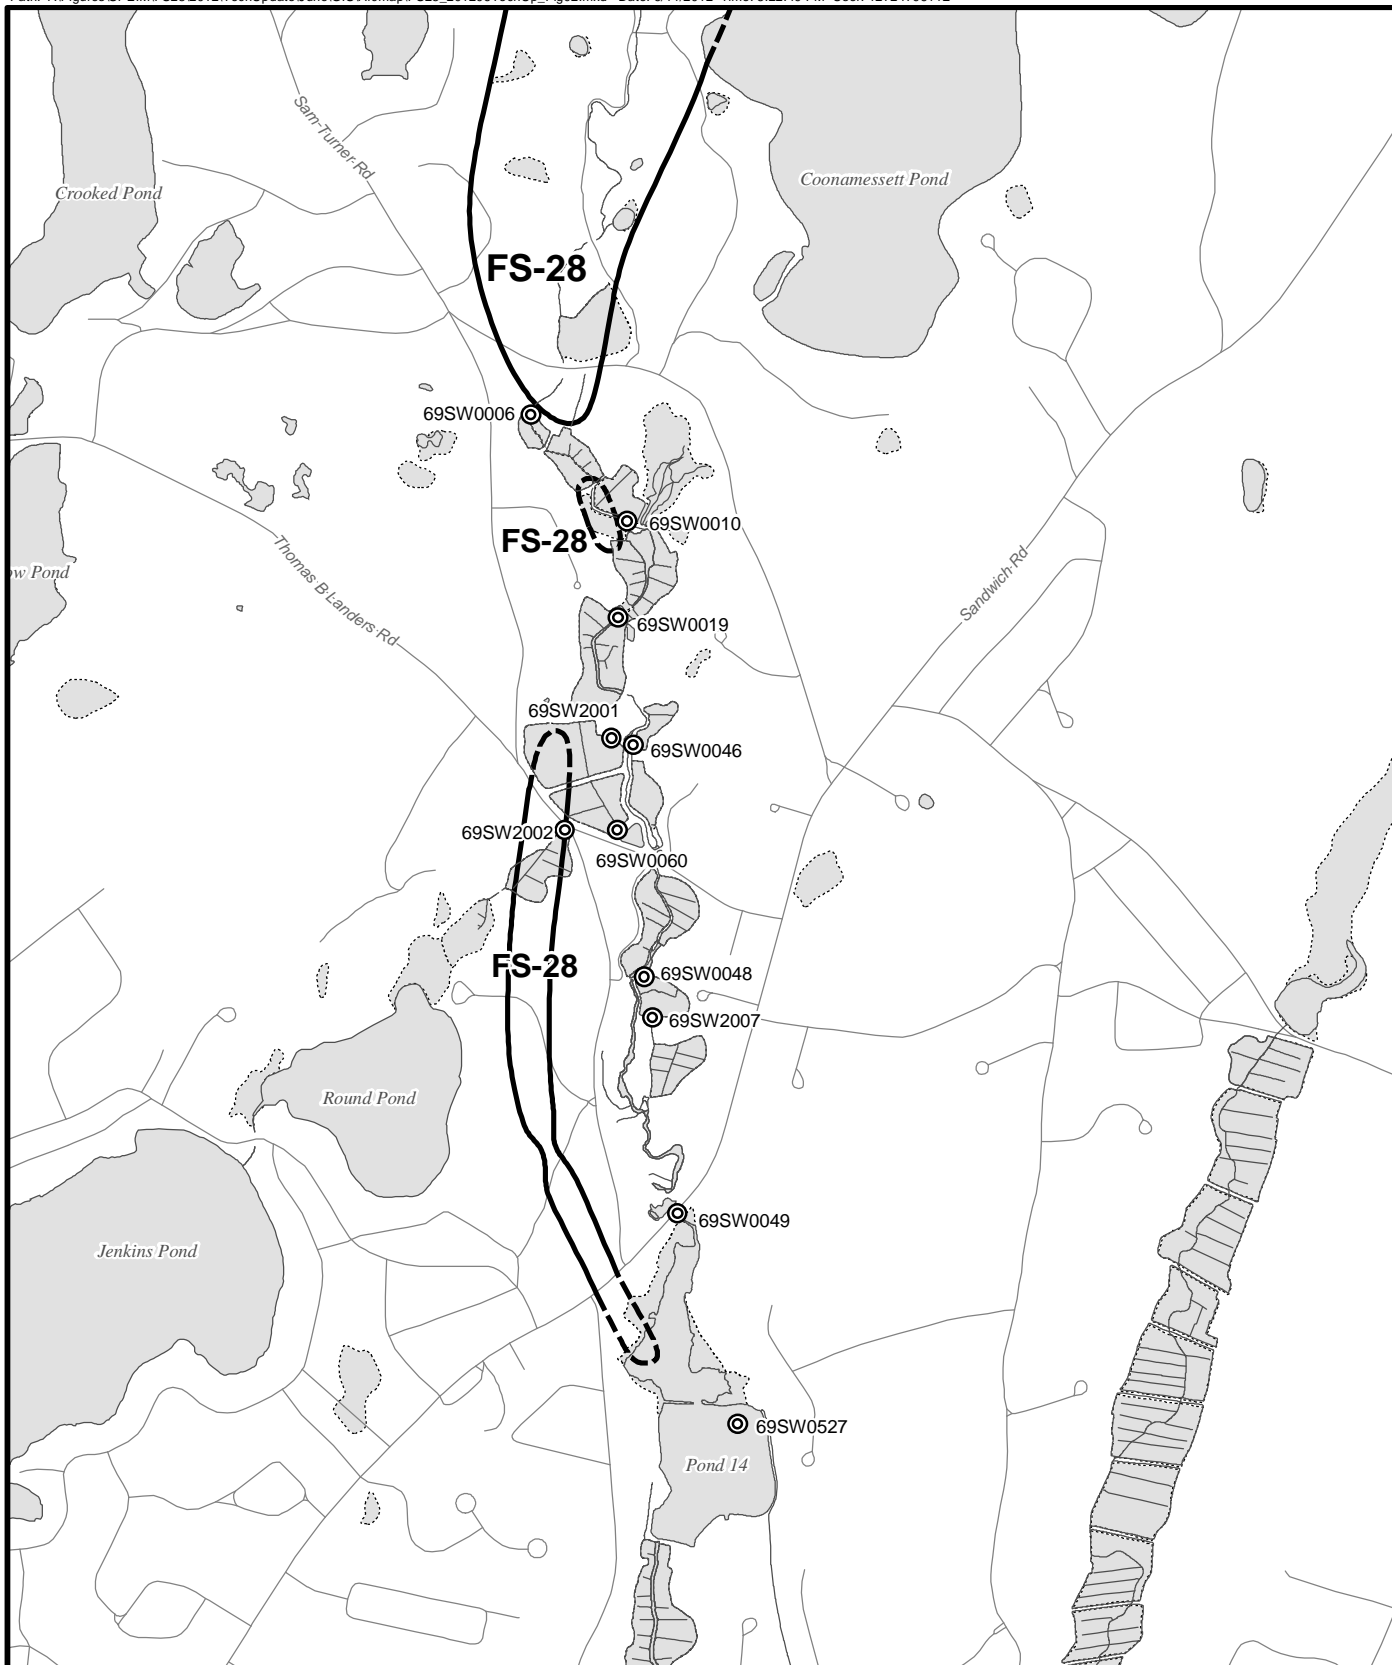 Sam Turner Rd
Crooked Pond
Coonamessett Pond
FS-28
69SW0006
69SW0010
FS-28
Thomas B Landers Rd
w Pond
Sandwich Rd
69SW0019
69SW2001
69SW0046
69SW2002
69SW0060
FS-28
69SW0048
69SW2007
Round Pond
69SW0049
Jenkins Pond
69SW0527
Pond 14